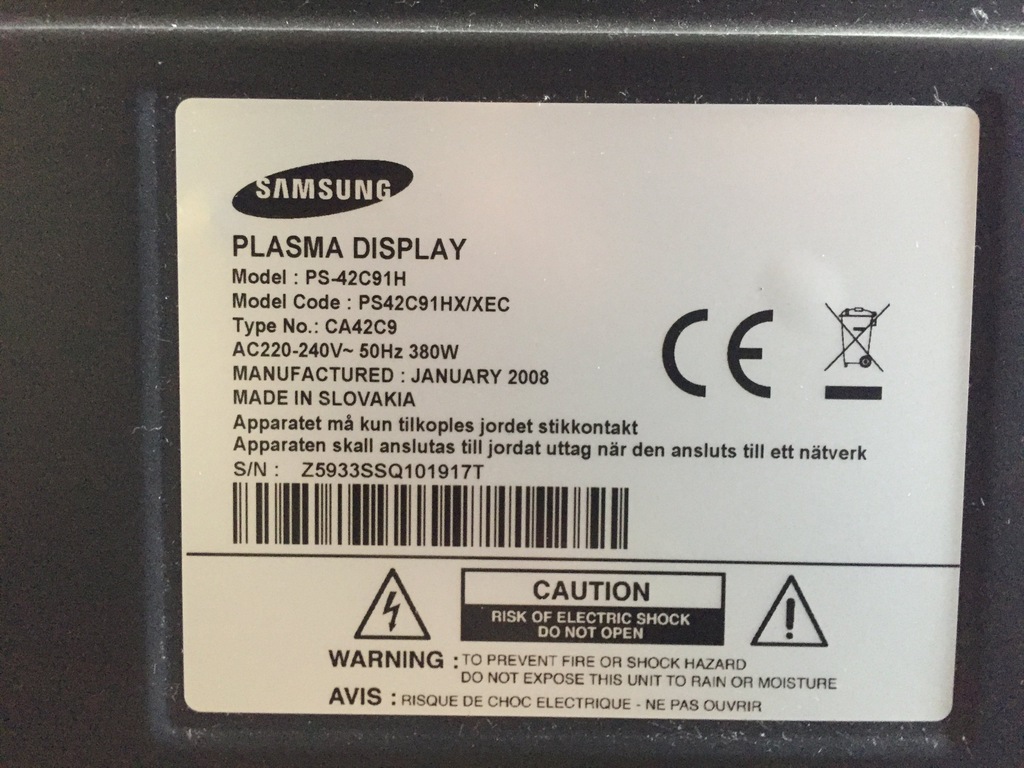 SAMSUNG
PLASMA DISPLAY
Model : PS-42C91H
Model Code : PS42C91HX/XEC
Type No.: CA42C9
AC220-240V~ 50Hz 380W
MANUFACTURED : JANUARY 2008
MADE IN SLOVAKIA
Apparatet må kun tilkoples jordet stikkontakt
Apparaten skall anslutas till jordat uttag när den ansluts till ett nätverk
S/N : Z5933SSQ101917T
CE
CAUTION
RISK OF ELECTRIC SHOCK
DO NOT OPEN
WARNING : TO PREVENT FIRE OR SHOCK HAZARD
DO NOT EXPOSE THIS UNIT TO RAIN OR MOISTURE
AVIS : RISQUE DE CHOC ELECTRIQUE - NE PAS OUVRIR